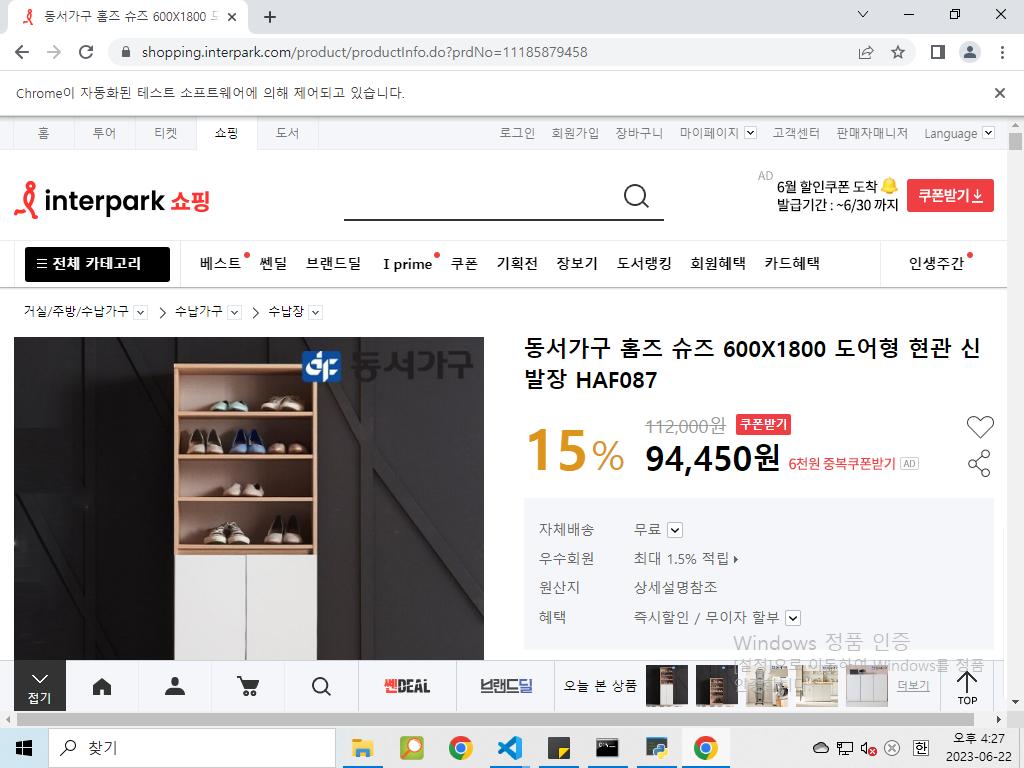 동서가구 홈즈 슈즈 600X1800 도
shopping.interpark.com/product/productInfo.do?prdNo=11185879458
Chrome이 자동화된 테스트 소프트웨어에 의해 제어되고 있습니다.
홈 투어 티켓 쇼핑 도서 로그인 회원가입 장바구니 마이페이지 고객센터 판매자매니저 Language
interpark 쇼핑
AD 6월 할인쿠폰 도착
발급기간 : ~6/30 까지
쿠폰받기
전체 카테고리 베스트 쎈딜 브랜드딜 I prime 쿠폰 기획전 장보기 도서랭킹 회원혜택 카드혜택 인생주간
거실/주방/수납가구 수납가구 수납장
동서가구
동서가구 홈즈 슈즈 600X1800 도어형 현관 신
발장 HAF087
15% 112,000원 쿠폰받기
94,450원 6천원 중복쿠폰받기 AD
자체배송 무료
우수회원 최대 1.5% 적립
원산지 상세설명참조
혜택 즉시할인 / 무이자 할부
Windows 정품 인증
[설정]으로 이동하여 Windows를 정품
접기 쎈DEAL 브랜드딜 오늘 본 상품 더보기 TOP
찾기
오후 4:27
한
2023-06-22